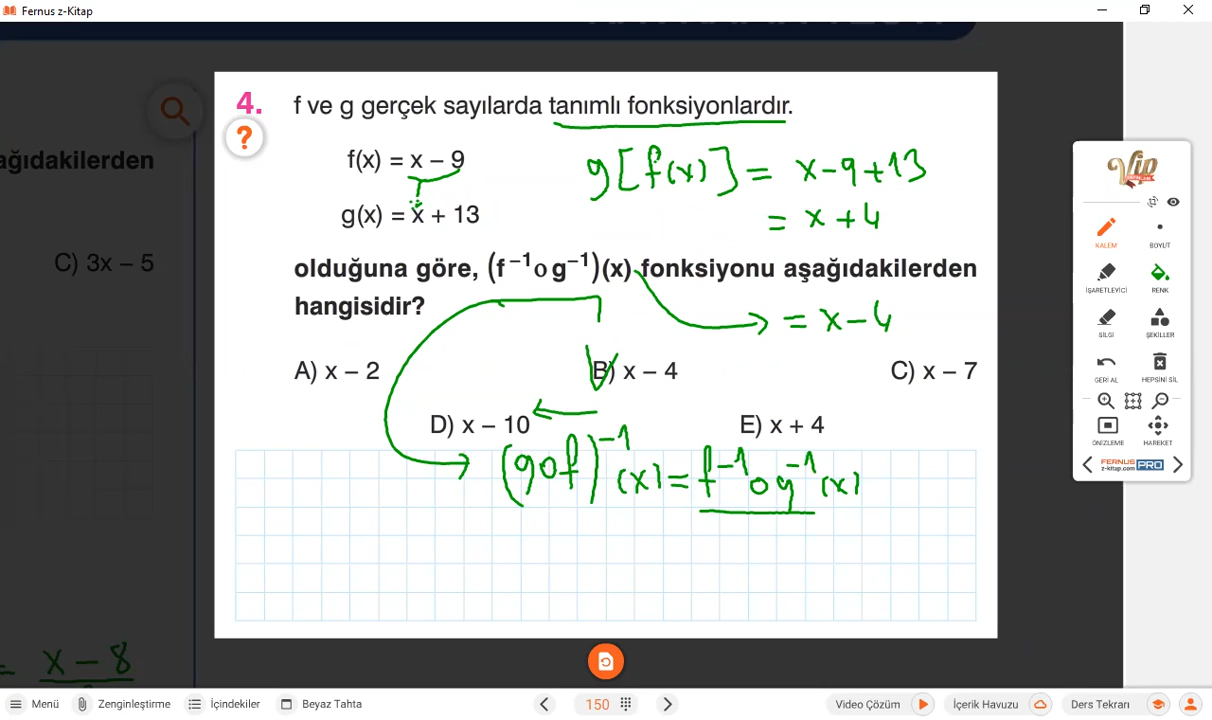 Fernus z-Kitap
4. f ve g gerçek sayılarda tanımlı fonksiyonlardır.
?
f(x) = x – 9
g[f(x)] = x-9+13
g(x) = x + 13
= x+4
olduğuna göre, (f⁻¹og⁻¹)(x) fonksiyonu aşağıdakilerden
hangisidir?
= x-4
A) x – 2 B) x – 4 C) x – 7
D) x – 10 E) x + 4
(gof)⁻¹(x) = f⁻¹og⁻¹(x)
ağıdakilerden
C) 3x – 5
= x – 8
Vip
KALEM BOYUT
İŞARETLEYİCİ RENK
SİLGİ ŞEKİLLER
GERİ AL HEPSİNİ SİL
ÖNİZLEME HAREKET
FERNUS
z-kitap.com PRO
Menü Zenginleştirme İçindekiler Beyaz Tahta 150 Video Çözüm İçerik Havuzu Ders Tekrarı